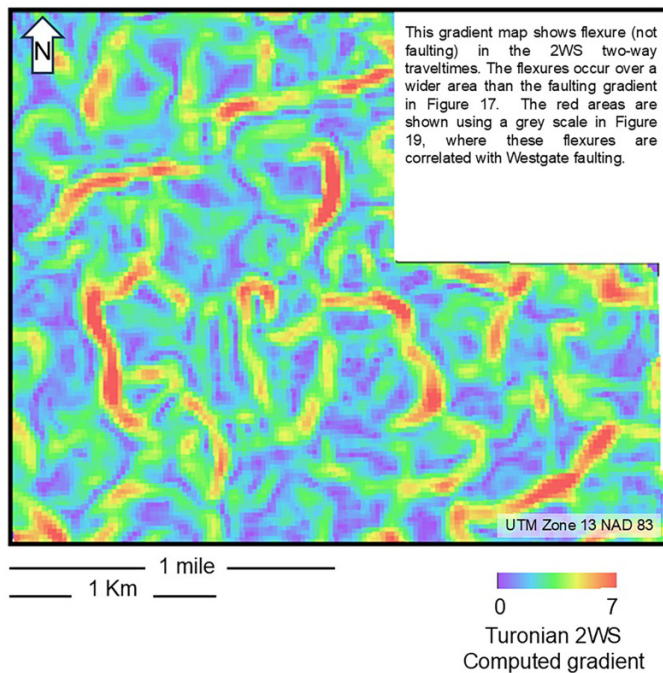 N
This gradient map shows flexure (not
faulting) in the 2WS two-way
traveltimes. The flexures occur over a
wider area than the faulting gradient
in Figure 17. The red areas are
shown using a grey scale in Figure
19, where these flexures are
correlated with Westgate faulting.
UTM Zone 13 NAD 83
1 mile
1 Km
0 7
Turonian 2WS
Computed gradient